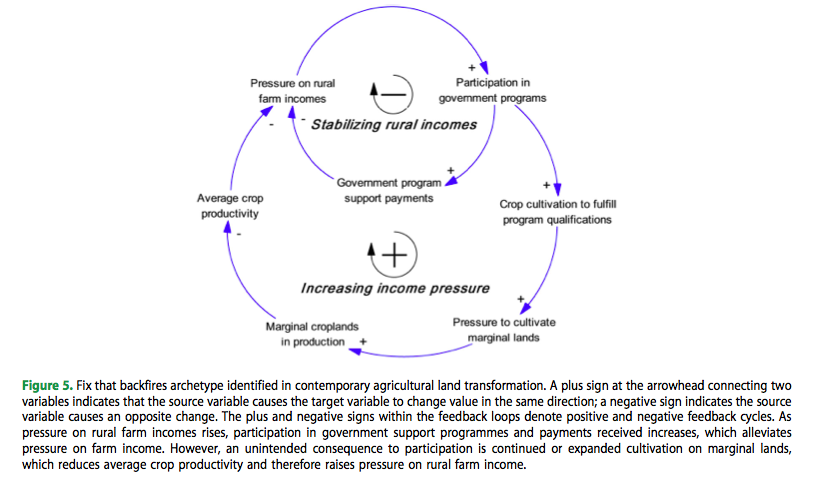 +
Pressure on rural
farm incomes
Participation in
government programs
−
-
-
Stabilizing rural incomes
+
Government program
support payments
+
Average crop
productivity
Crop cultivation to fulfill
program qualifications
-
+
Increasing income pressure
+
Marginal croplands
in production
+
Pressure to cultivate
marginal lands
Figure 5. Fix that backfires archetype identified in contemporary agricultural land transformation. A plus sign at the arrowhead connecting two
variables indicates that the source variable causes the target variable to change value in the same direction; a negative sign indicates the source
variable causes an opposite change. The plus and negative signs within the feedback loops denote positive and negative feedback cycles. As
pressure on rural farm incomes rises, participation in government support programmes and payments received increases, which alleviates
pressure on farm income. However, an unintended consequence to participation is continued or expanded cultivation on marginal lands,
which reduces average crop productivity and therefore raises pressure on rural farm income.